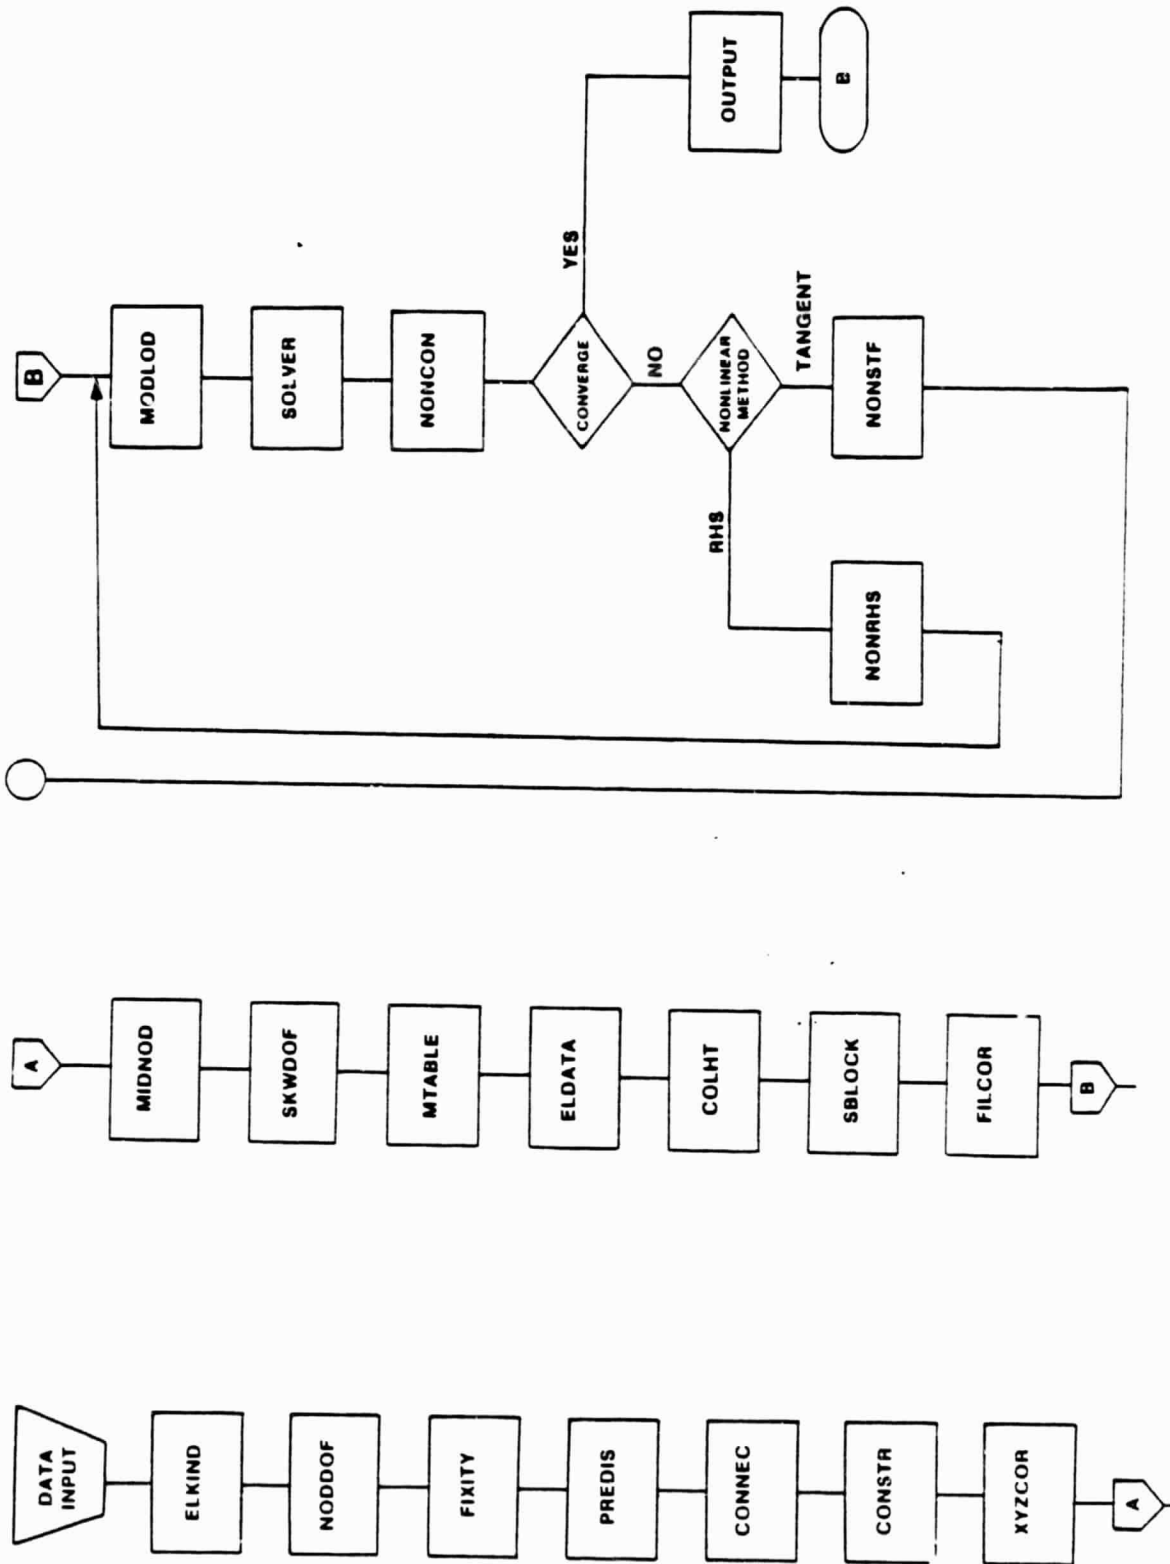 DATA
INPUT
ELKIND
NODDOF
FIXITY
PREDIS
CONNEC
CONSTR
XYZCOR
A
A
MIDNOD
SKWDOF
MTABLE
ELDATA
COLHT
SBLOCK
FILCOR
B
B
MODLOD
SOLVER
NONCON
CONVERGE
YES
NO
NONLINEAR
METHOD
RHS
TANGENT
NONRHS
NONSTF
OUTPUT